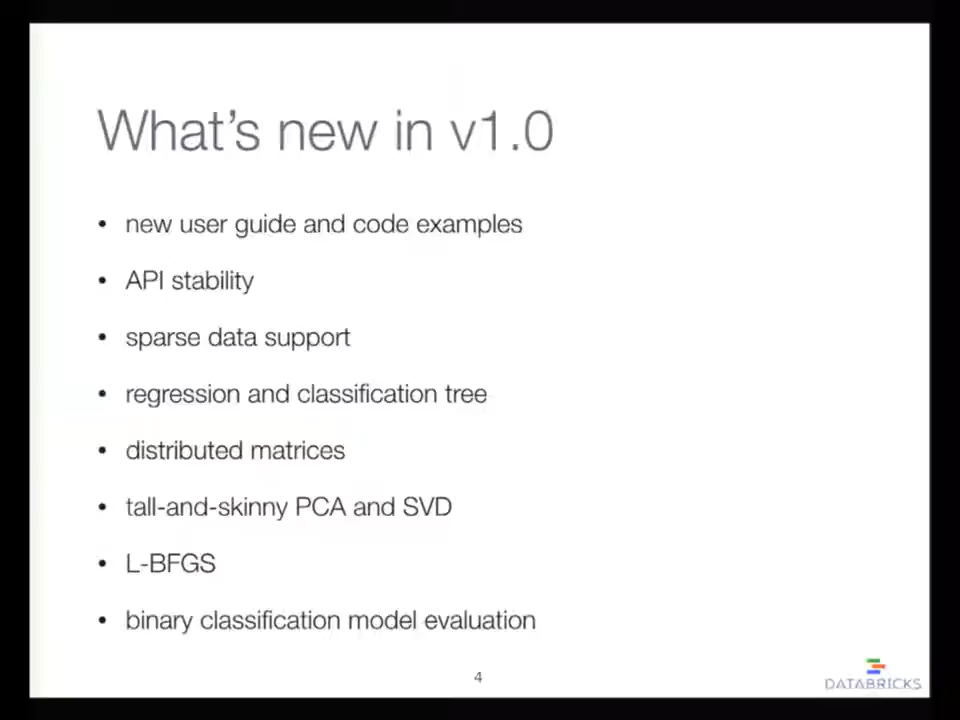 What's new in v1.0
• new user guide and code examples
• API stability
• sparse data support
• regression and classification tree
• distributed matrices
• tall-and-skinny PCA and SVD
• L-BFGS
• binary classification model evaluation
4
DATABRICKS